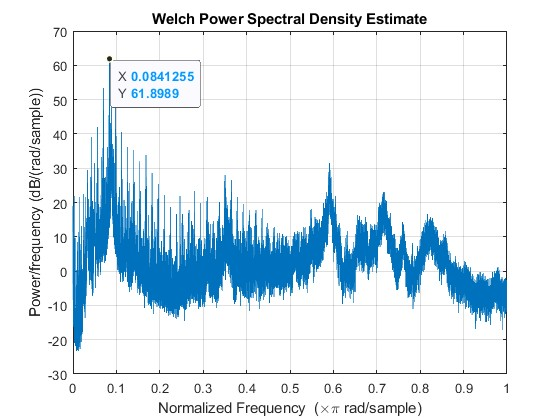 Welch Power Spectral Density Estimate
70
60
50
40
30
20
10
0
-10
-20
-30
X 0.0841255
Y 61.8989
Power/frequency (dB/(rad/sample))
0 0.1 0.2 0.3 0.4 0.5 0.6 0.7 0.8 0.9 1
Normalized Frequency (×π rad/sample)